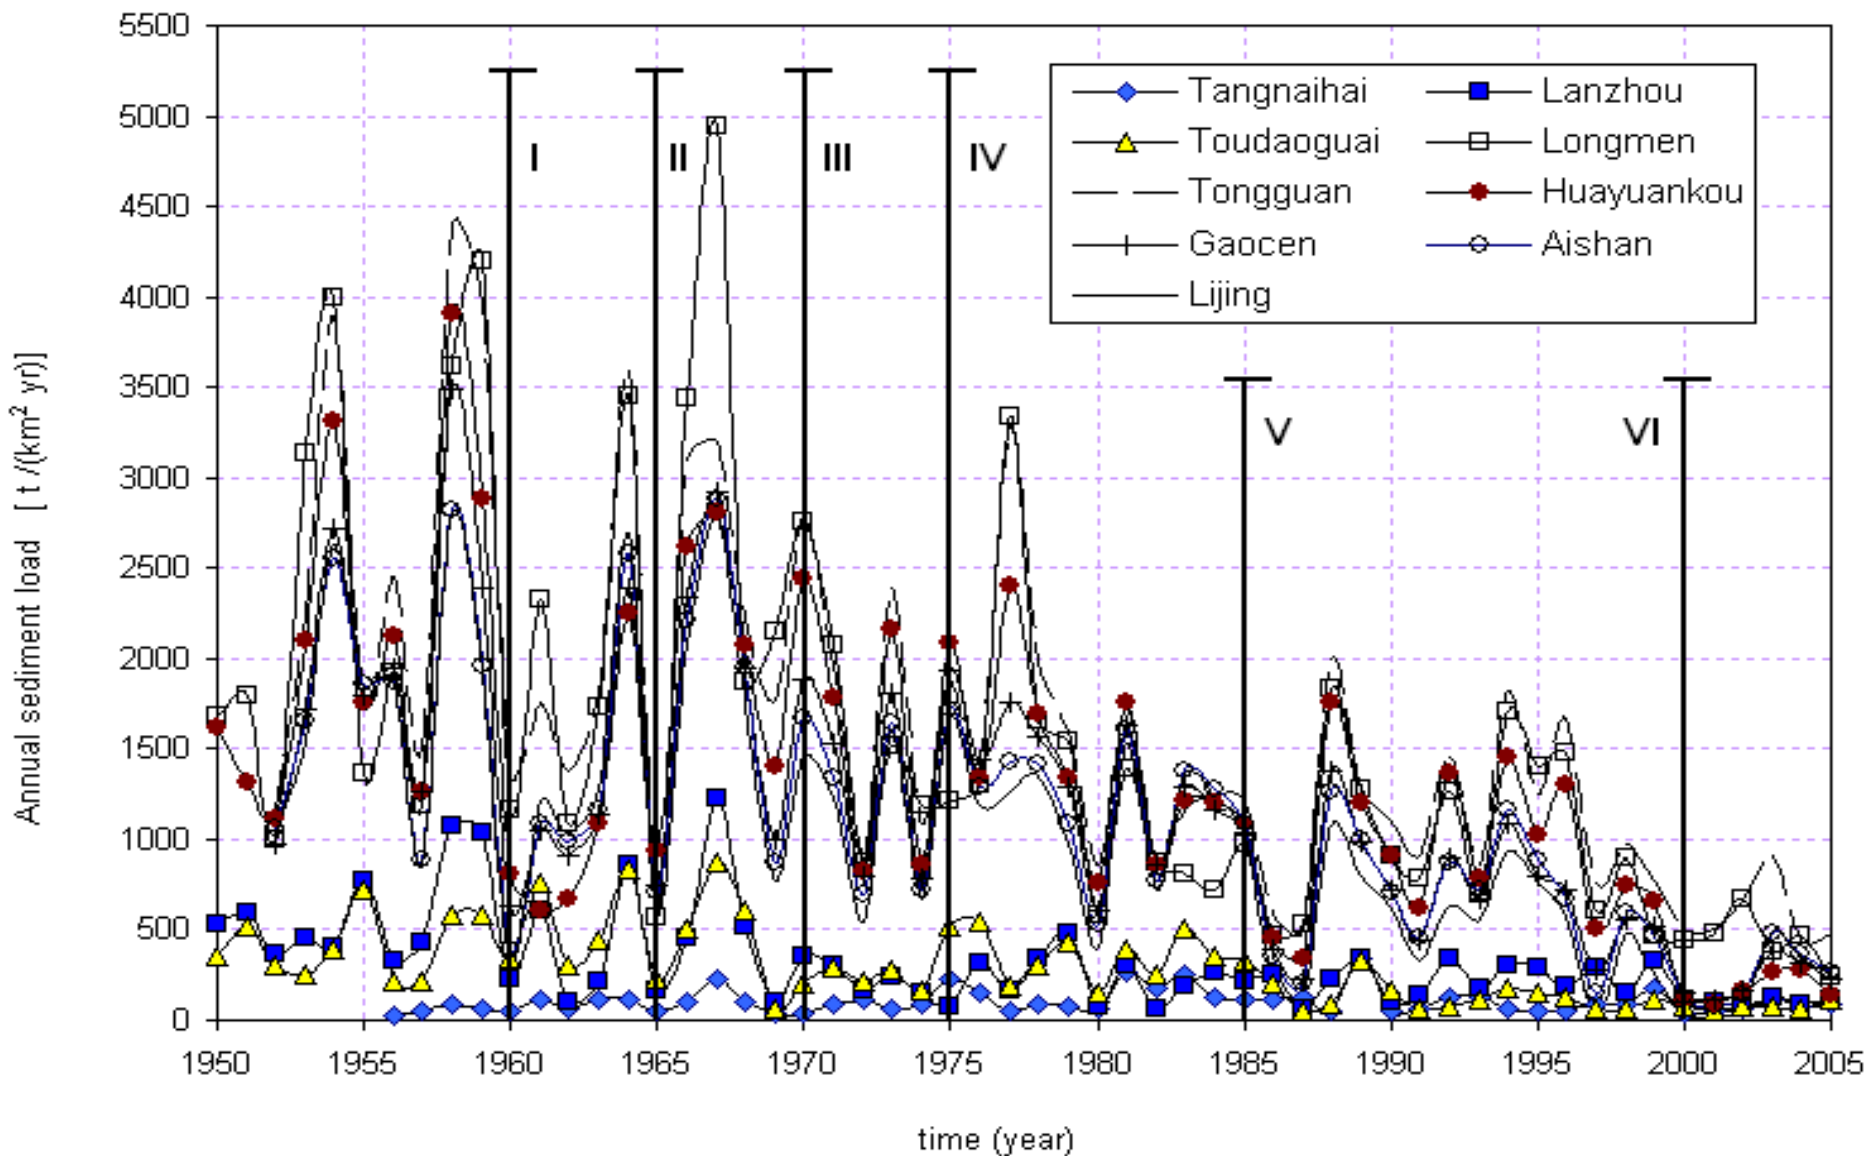 5500
5000
4500
4000
3500
3000
2500
2000
1500
1000
500
0
Annual sediment load [ t /(km² yr)]
I
II
III
IV
V
VI
Tangnaihai
Lanzhou
Toudaoguai
Longmen
Tongguan
Huayuankou
Gaocen
Aishan
Lijing
1950 1955 1960 1965 1970 1975 1980 1985 1990 1995 2000 2005
time (year)